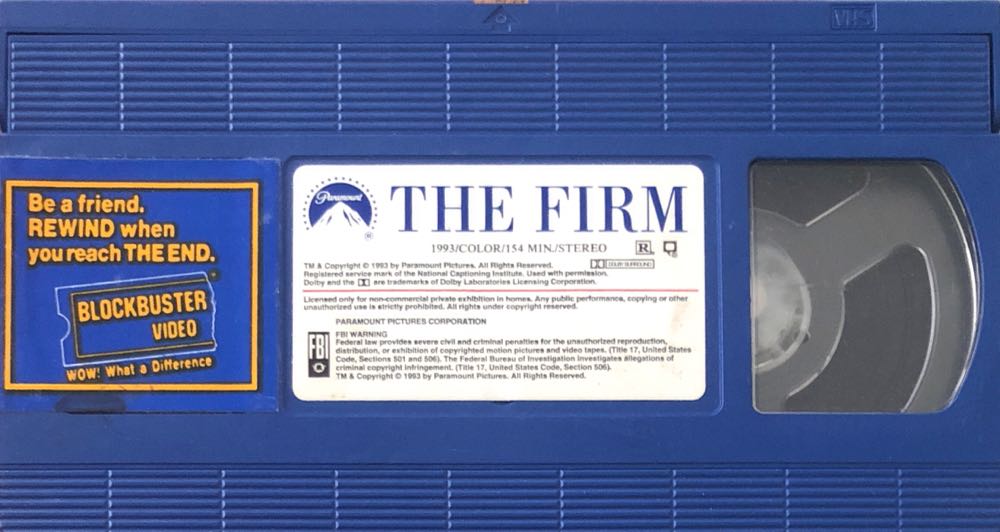 VHS
Be a friend.
REWIND when
you reach THE END.
BLOCKBUSTER
VIDEO
WOW! What a Difference
Paramount
THE FIRM
1993/COLOR/154 MIN./STEREO
R
TM & Copyright © 1993 by Paramount Pictures. All Rights Reserved.
DOLBY SURROUND
Registered service mark of the National Captioning Institute. Used with permission.
Dolby and the are trademarks of Dolby Laboratories Licensing Corporation.
Licensed only for non-commercial private exhibition in homes. Any public performance, copying or other
unauthorized use is strictly prohibited. All rights under copyright reserved.
PARAMOUNT PICTURES CORPORATION
FBI
FBI WARNING
Federal law provides severe civil and criminal penalties for the unauthorized reproduction,
distribution, or exhibition of copyrighted motion pictures and video tapes. (Title 17, United States
Code, Sections 501 and 506). The Federal Bureau of Investigation investigates allegations of
criminal copyright infringement. (Title 17, United States Code, Section 506).
TM & Copyright © 1993 by Paramount Pictures. All Rights Reserved.